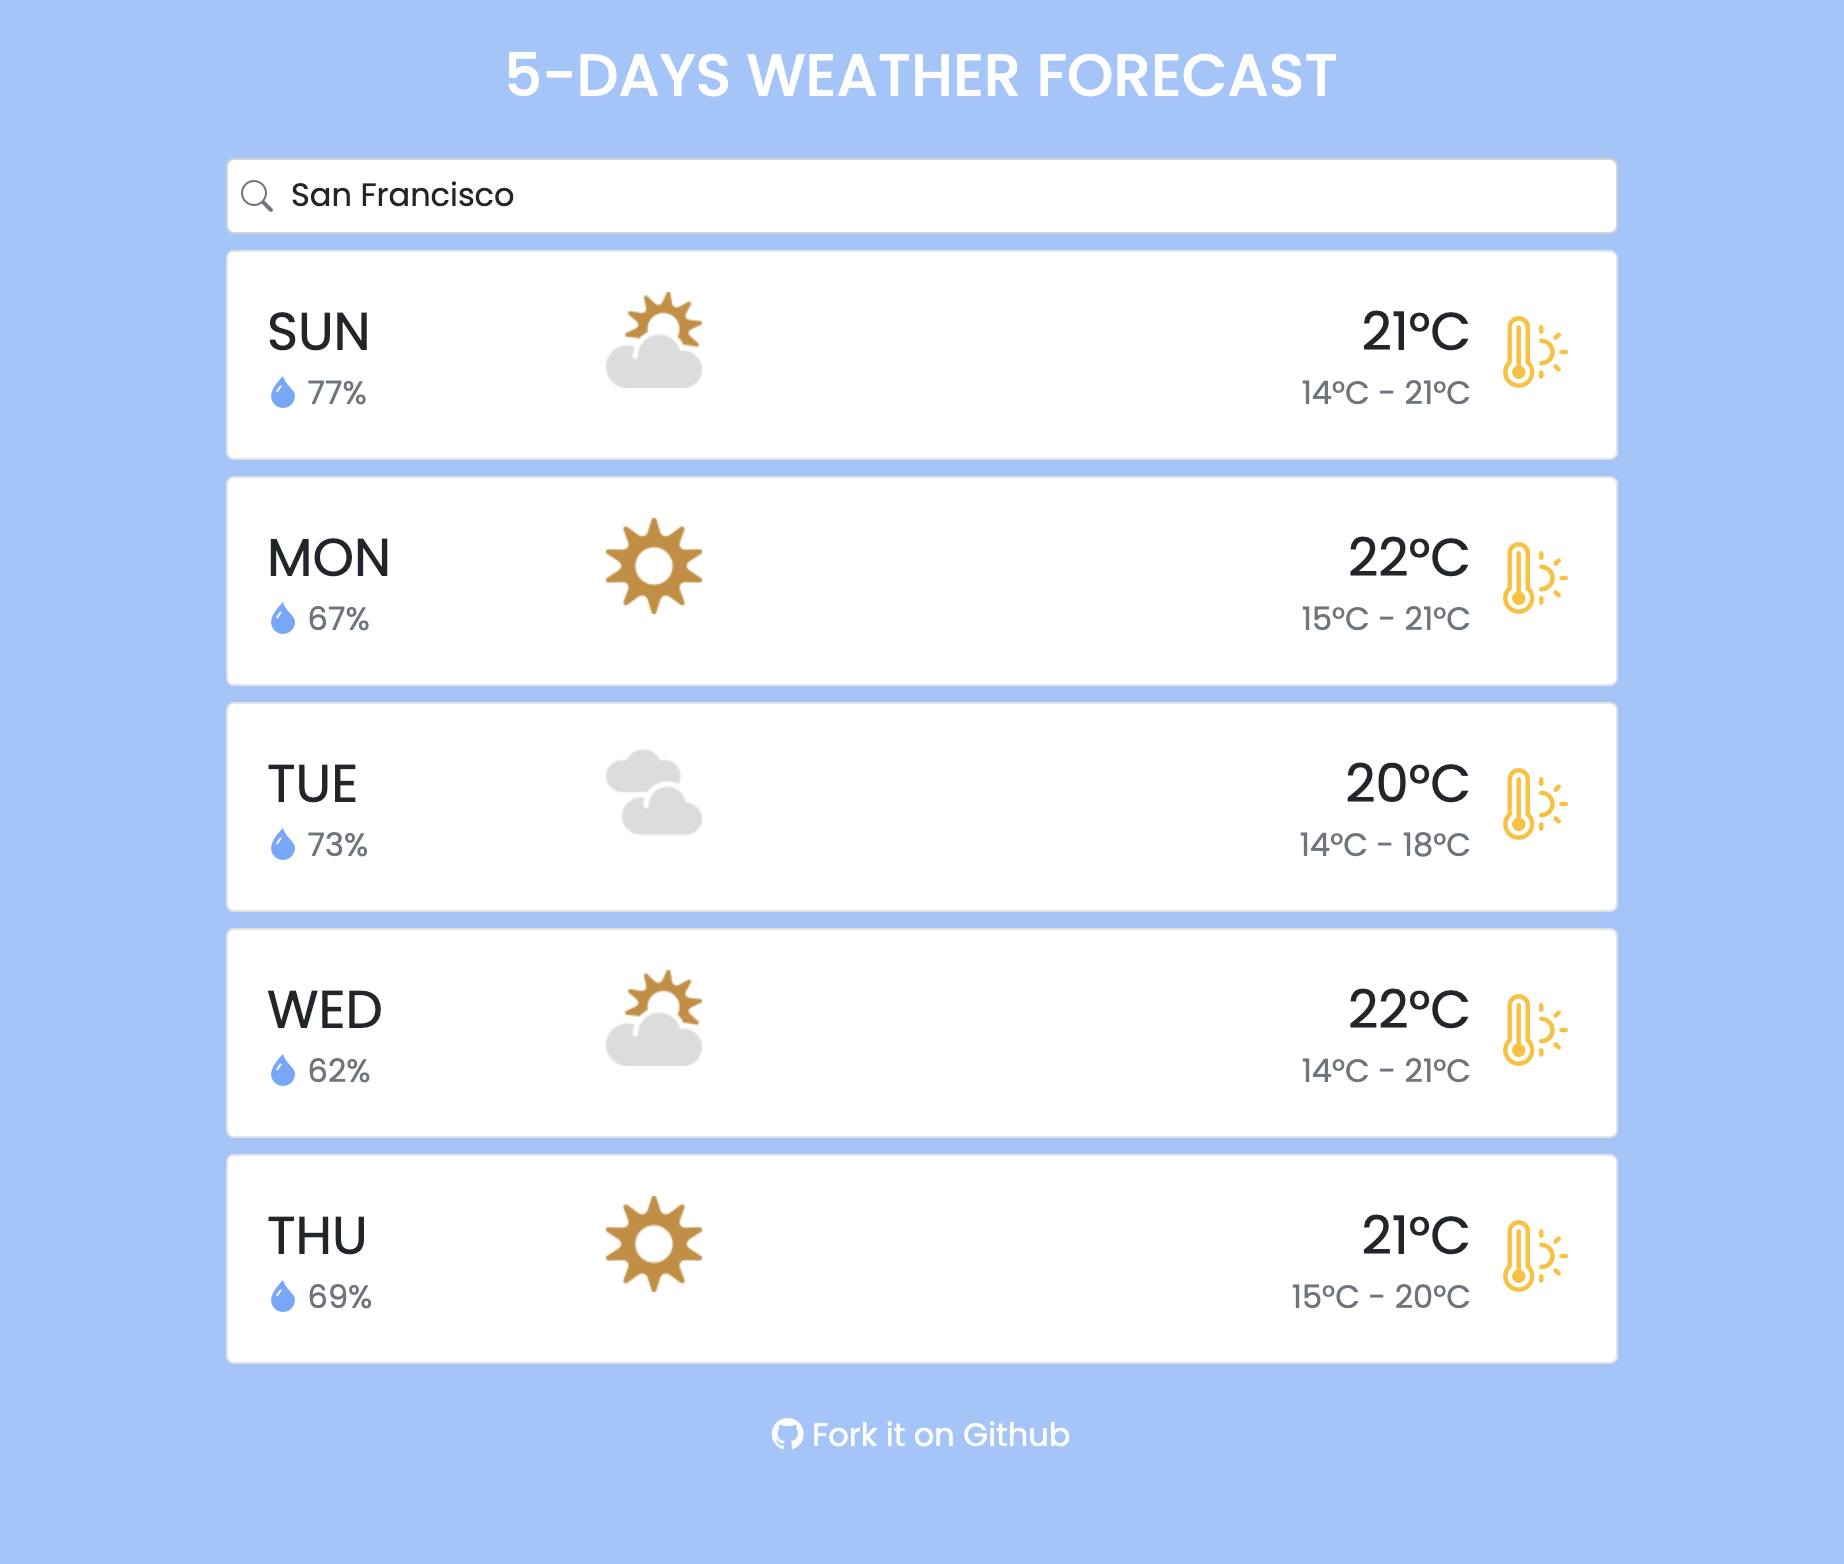 5-DAYS WEATHER FORECAST
San Francisco
SUN
77%
21°C
14°C - 21°C
MON
67%
22°C
15°C - 21°C
TUE
73%
20°C
14°C - 18°C
WED
62%
22°C
14°C - 21°C
THU
69%
21°C
15°C - 20°C
Fork it on Github